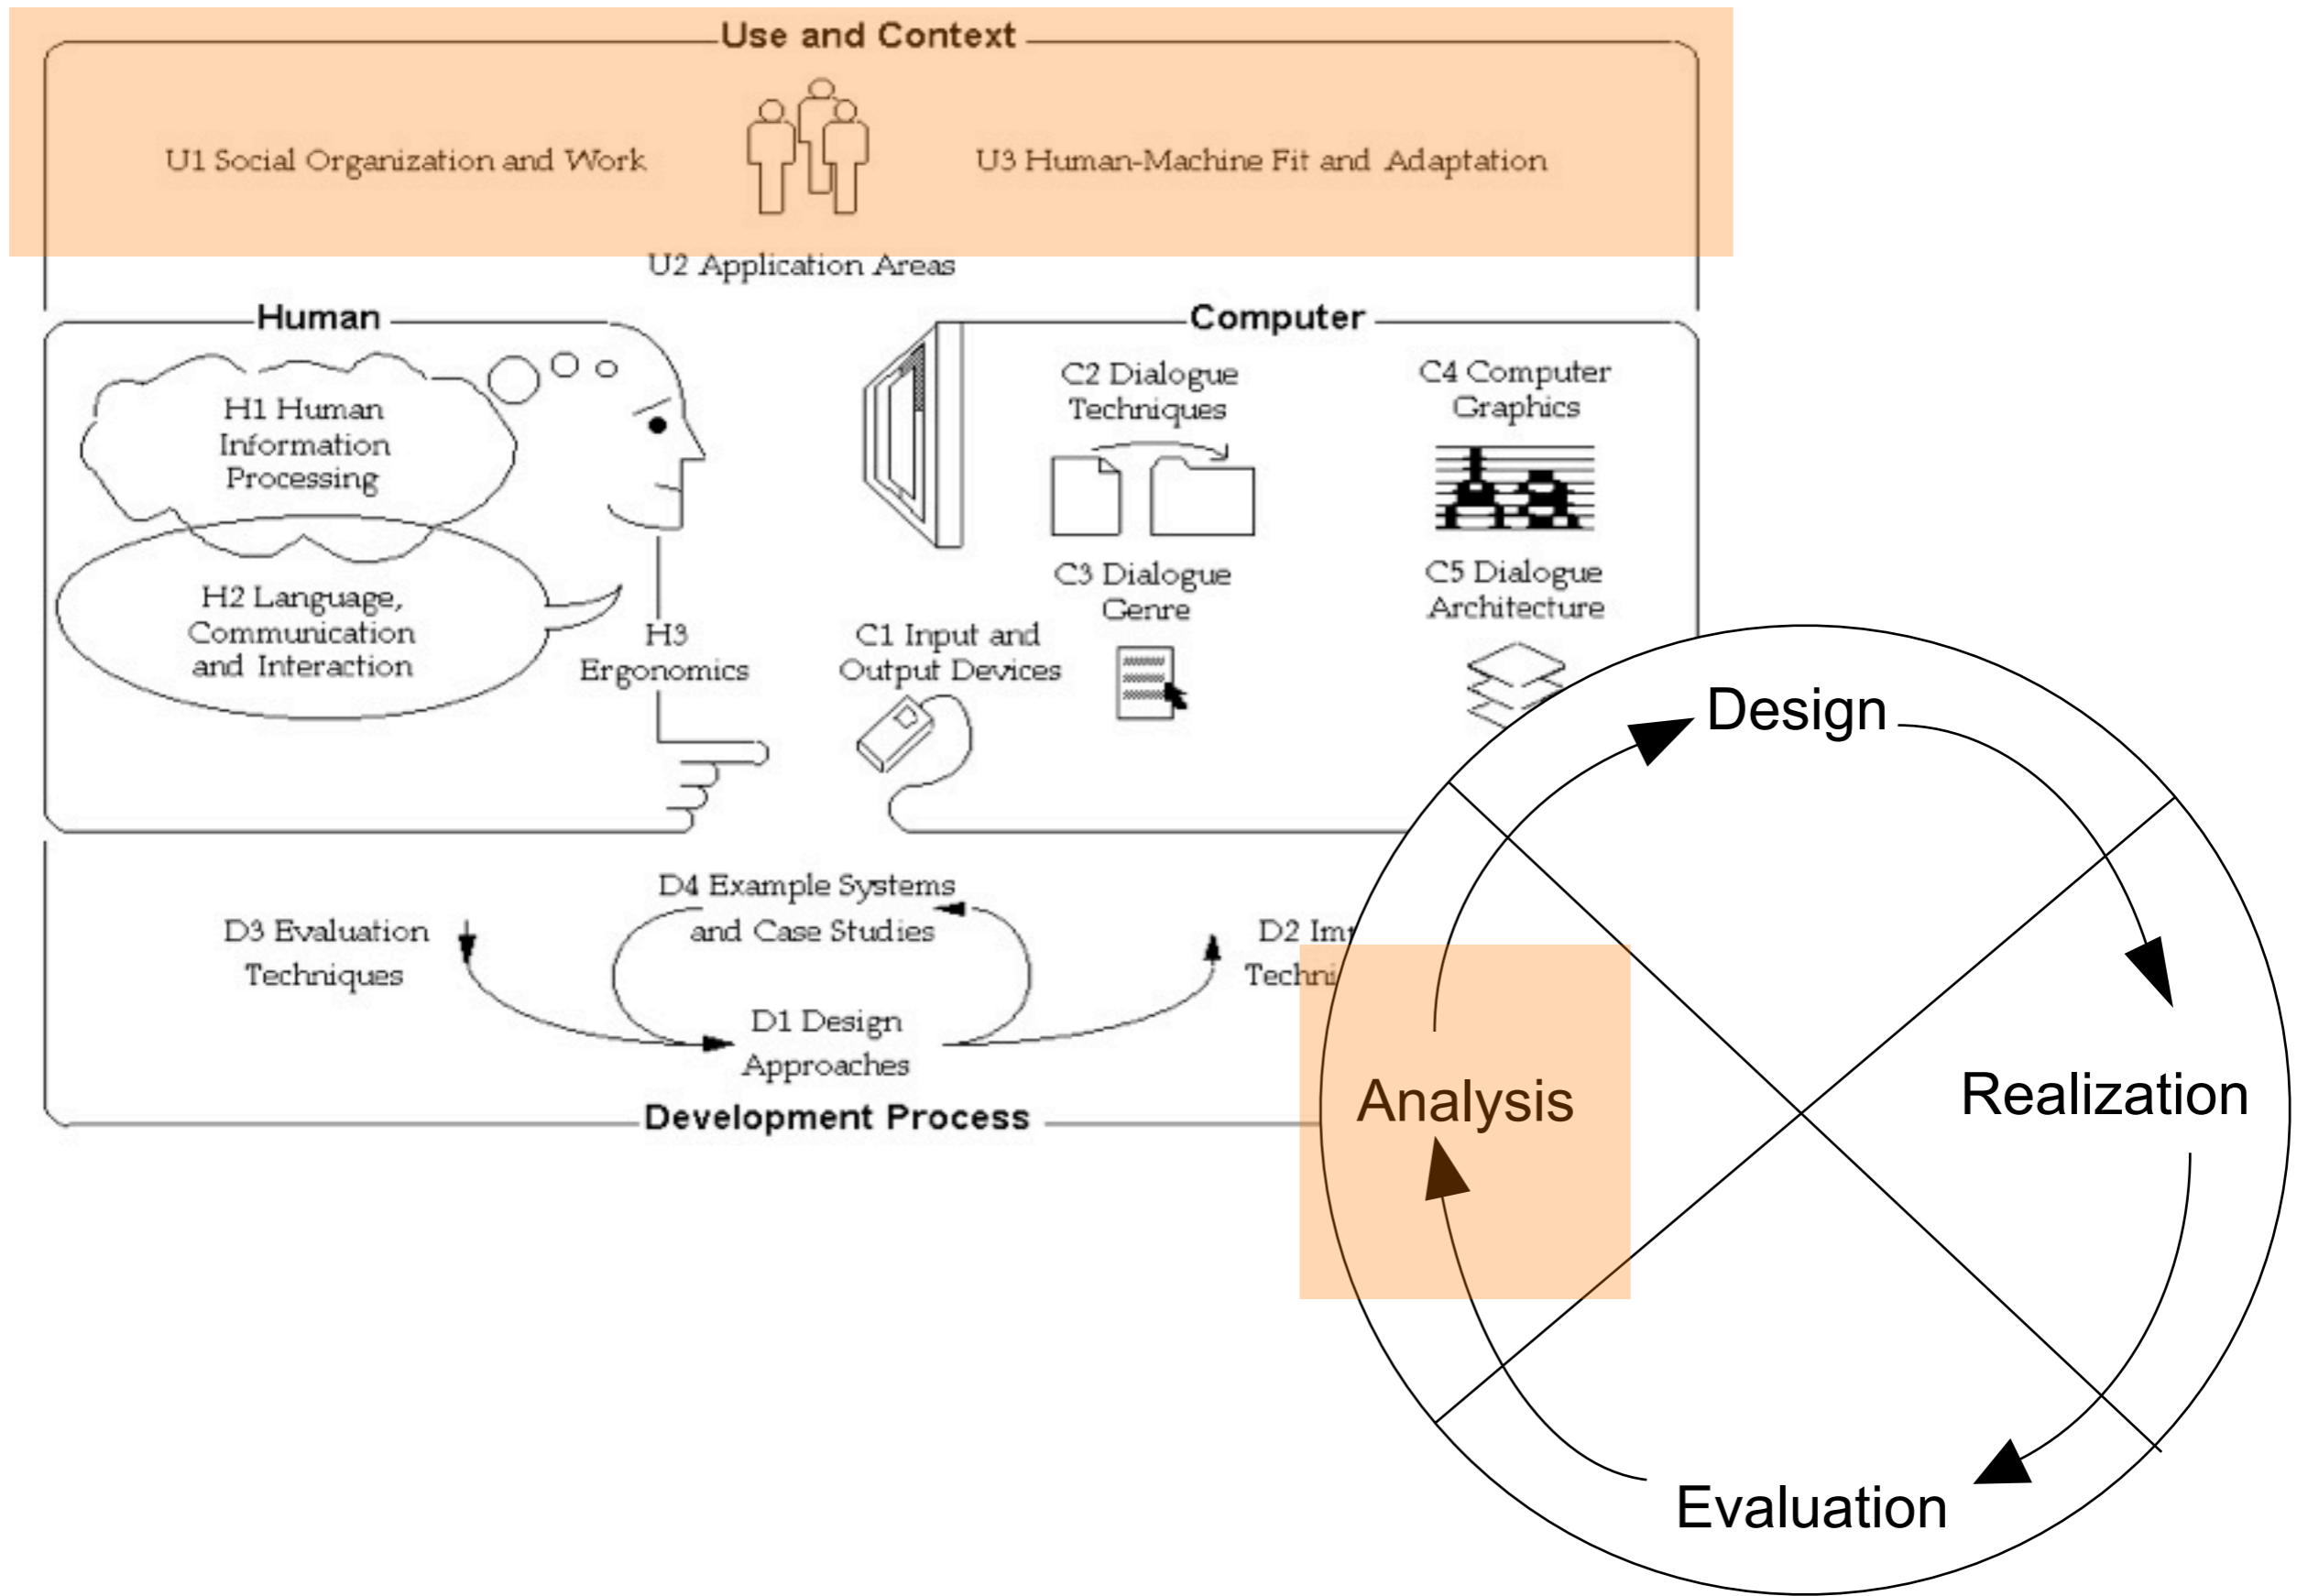 Use and Context
U1 Social Organization and Work
U3 Human-Machine Fit and Adaptation
U2 Application Areas
Human
H1 Human
Information
Processing
H2 Language,
Communication
and Interaction
H3
Ergonomics
Computer
C2 Dialogue
Techniques
C4 Computer
Graphics
C3 Dialogue
Genre
C5 Dialogue
Architecture
C1 Input and
Output Devices
D3 Evaluation
Techniques
D4 Example Systems
and Case Studies
D1 Design
Approaches
D2
Development Process
Design
Realization
Evaluation
Analysis